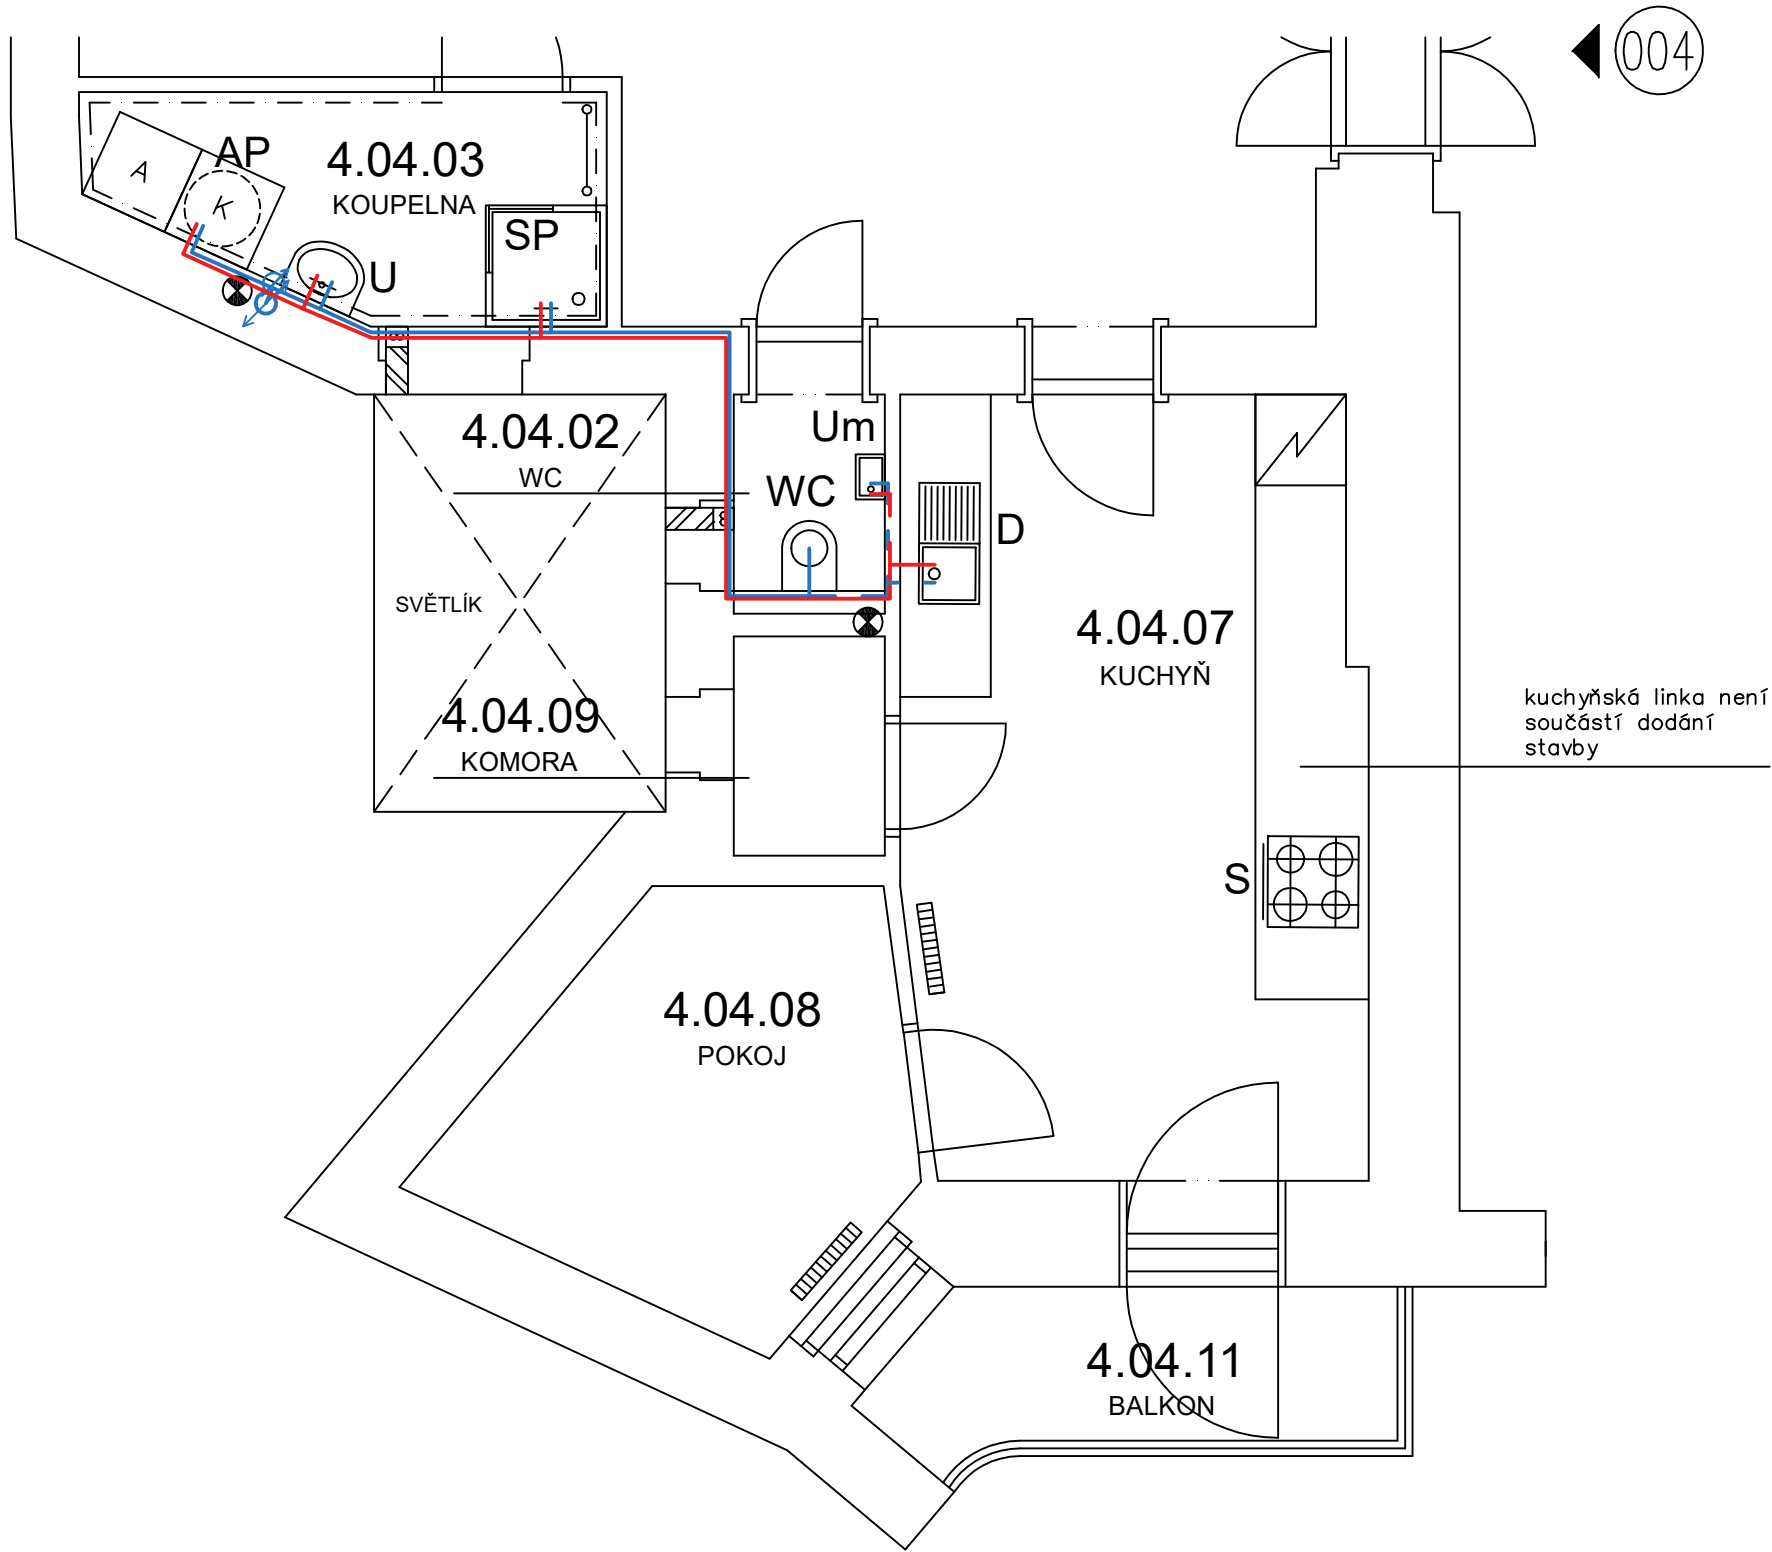 004
AP
4.04.03
KOUPELNA
A
K
SP
U
4.04.02
WC
Um
WC
D
SVĚTLÍK
4.04.07
KUCHYŇ
4.04.09
KOMORA
kuchyňská linka není
součástí dodání
stavby
S
4.04.08
POKOJ
4.04.11
BALKON